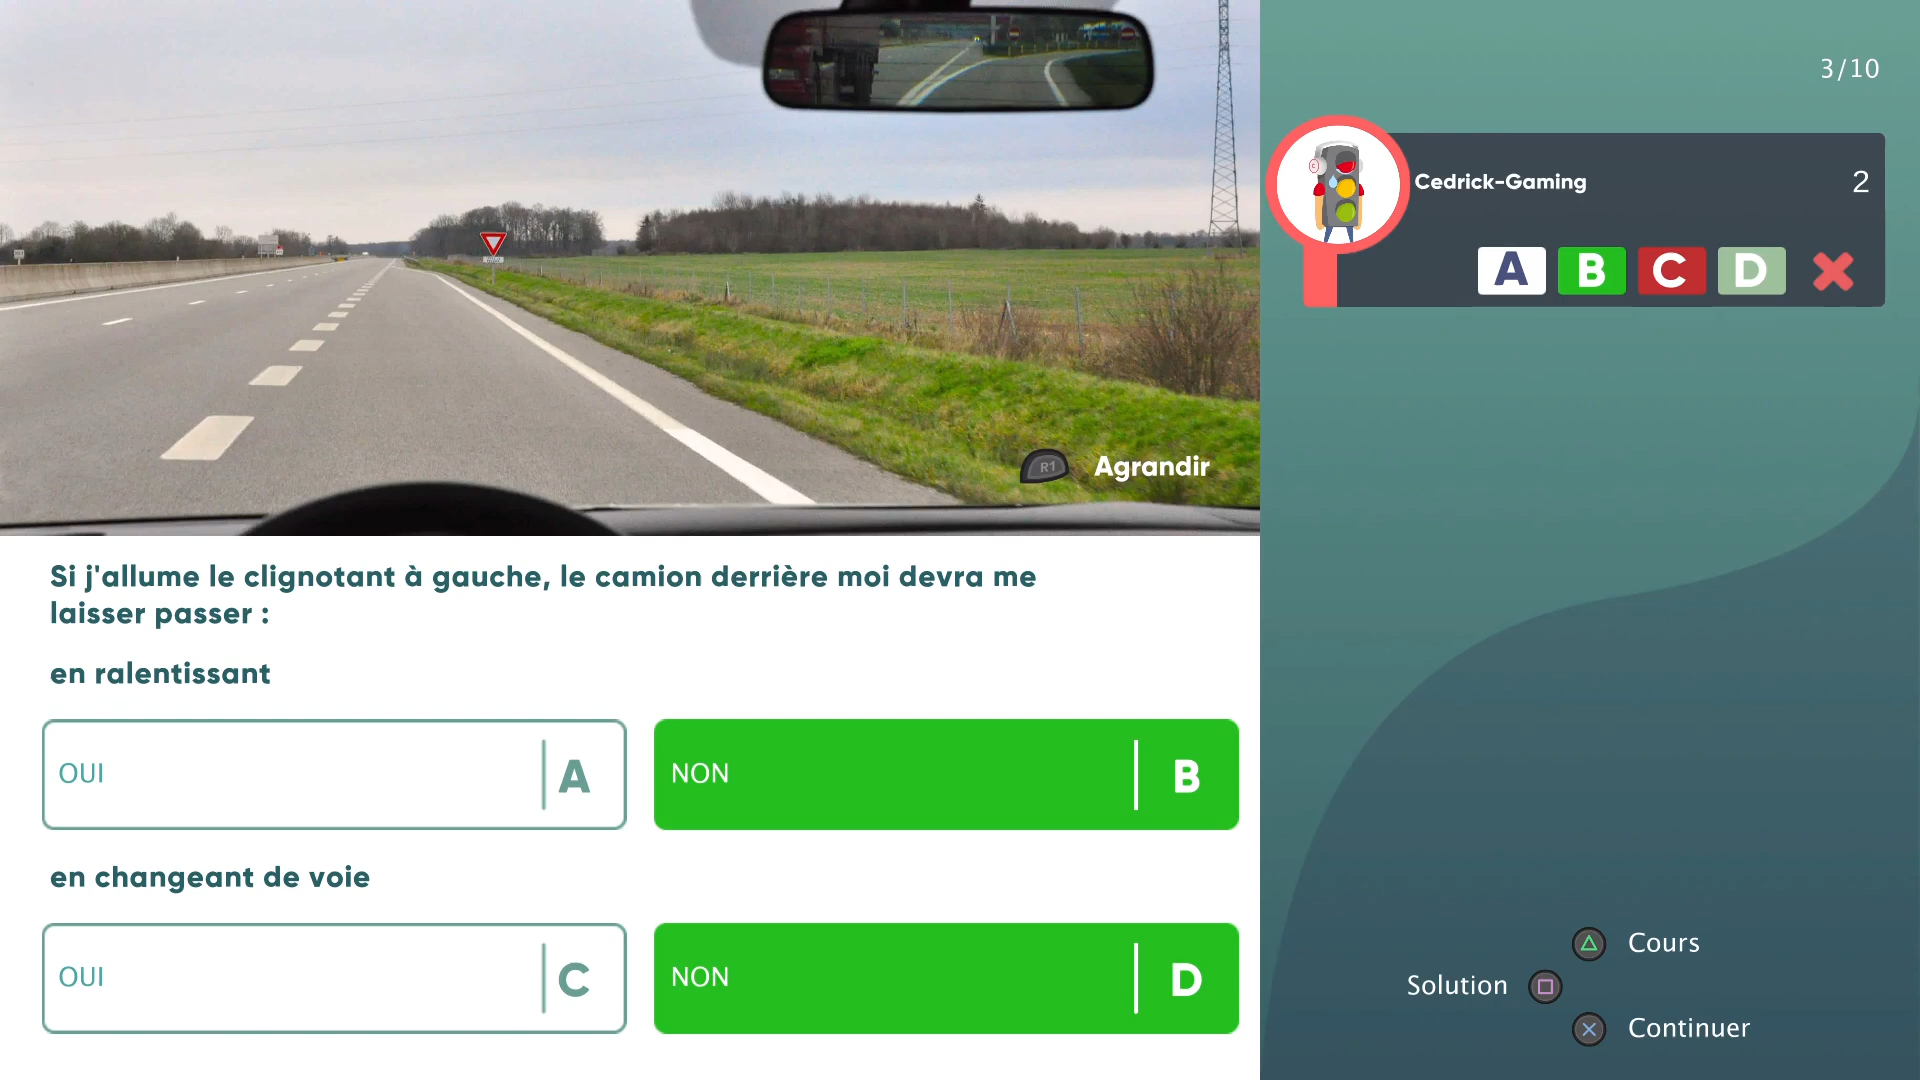 3/10
Cedrick-Gaming
2
A B C D
R1 Agrandir
Si j'allume le clignotant à gauche, le camion derrière moi devra me
laisser passer :
en ralentissant
OUI A
NON B
en changeant de voie
OUI C
NON D
Cours
Solution
Continuer